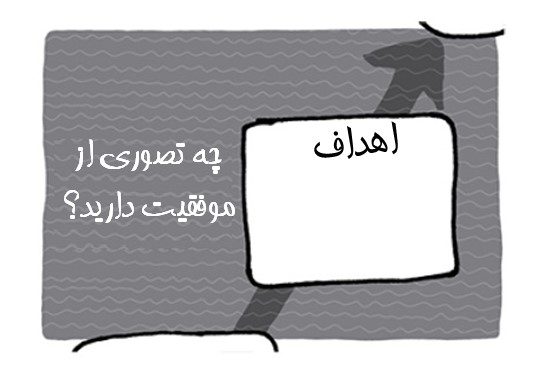 اهداف
چه تصوری از
موفقیت دارید؟